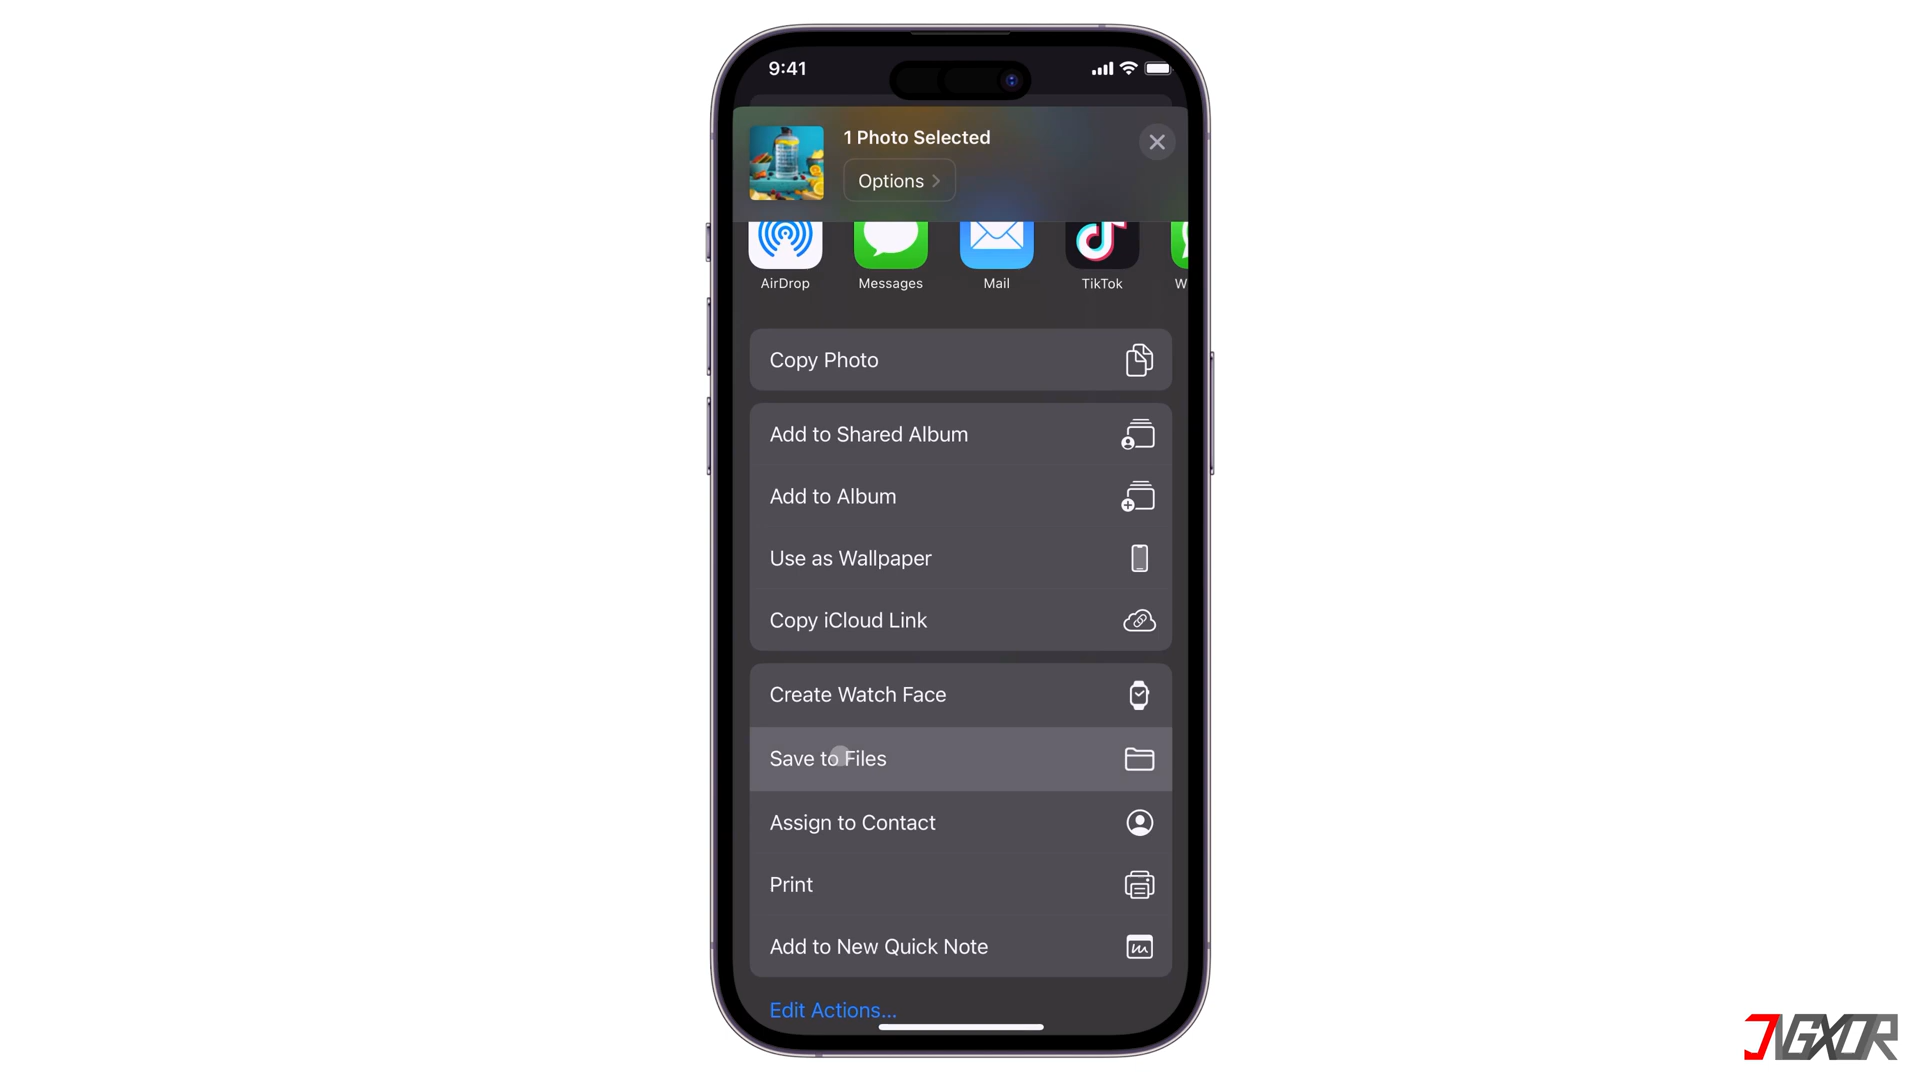 9:41
1 Photo Selected
Options
AirDrop
Messages
Mail
TikTok
W
Copy Photo
Add to Shared Album
Add to Album
Use as Wallpaper
Copy iCloud Link
Create Watch Face
Save to Files
Assign to Contact
Print
Add to New Quick Note
Edit Actions...